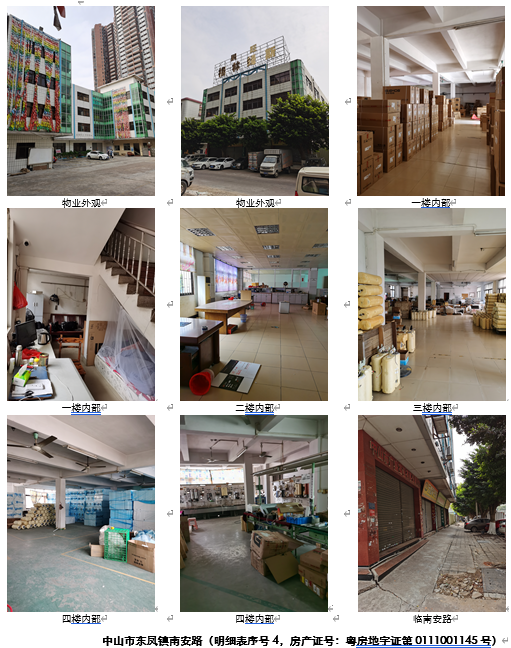 物业外观 物业外观 一楼内部
一楼内部 二楼内部 三楼内部
四楼内部 四楼内部 临南安路
中山市东凤镇南安路（明细表序号 4，房产证号：粤房地字证第 0111001145 号）